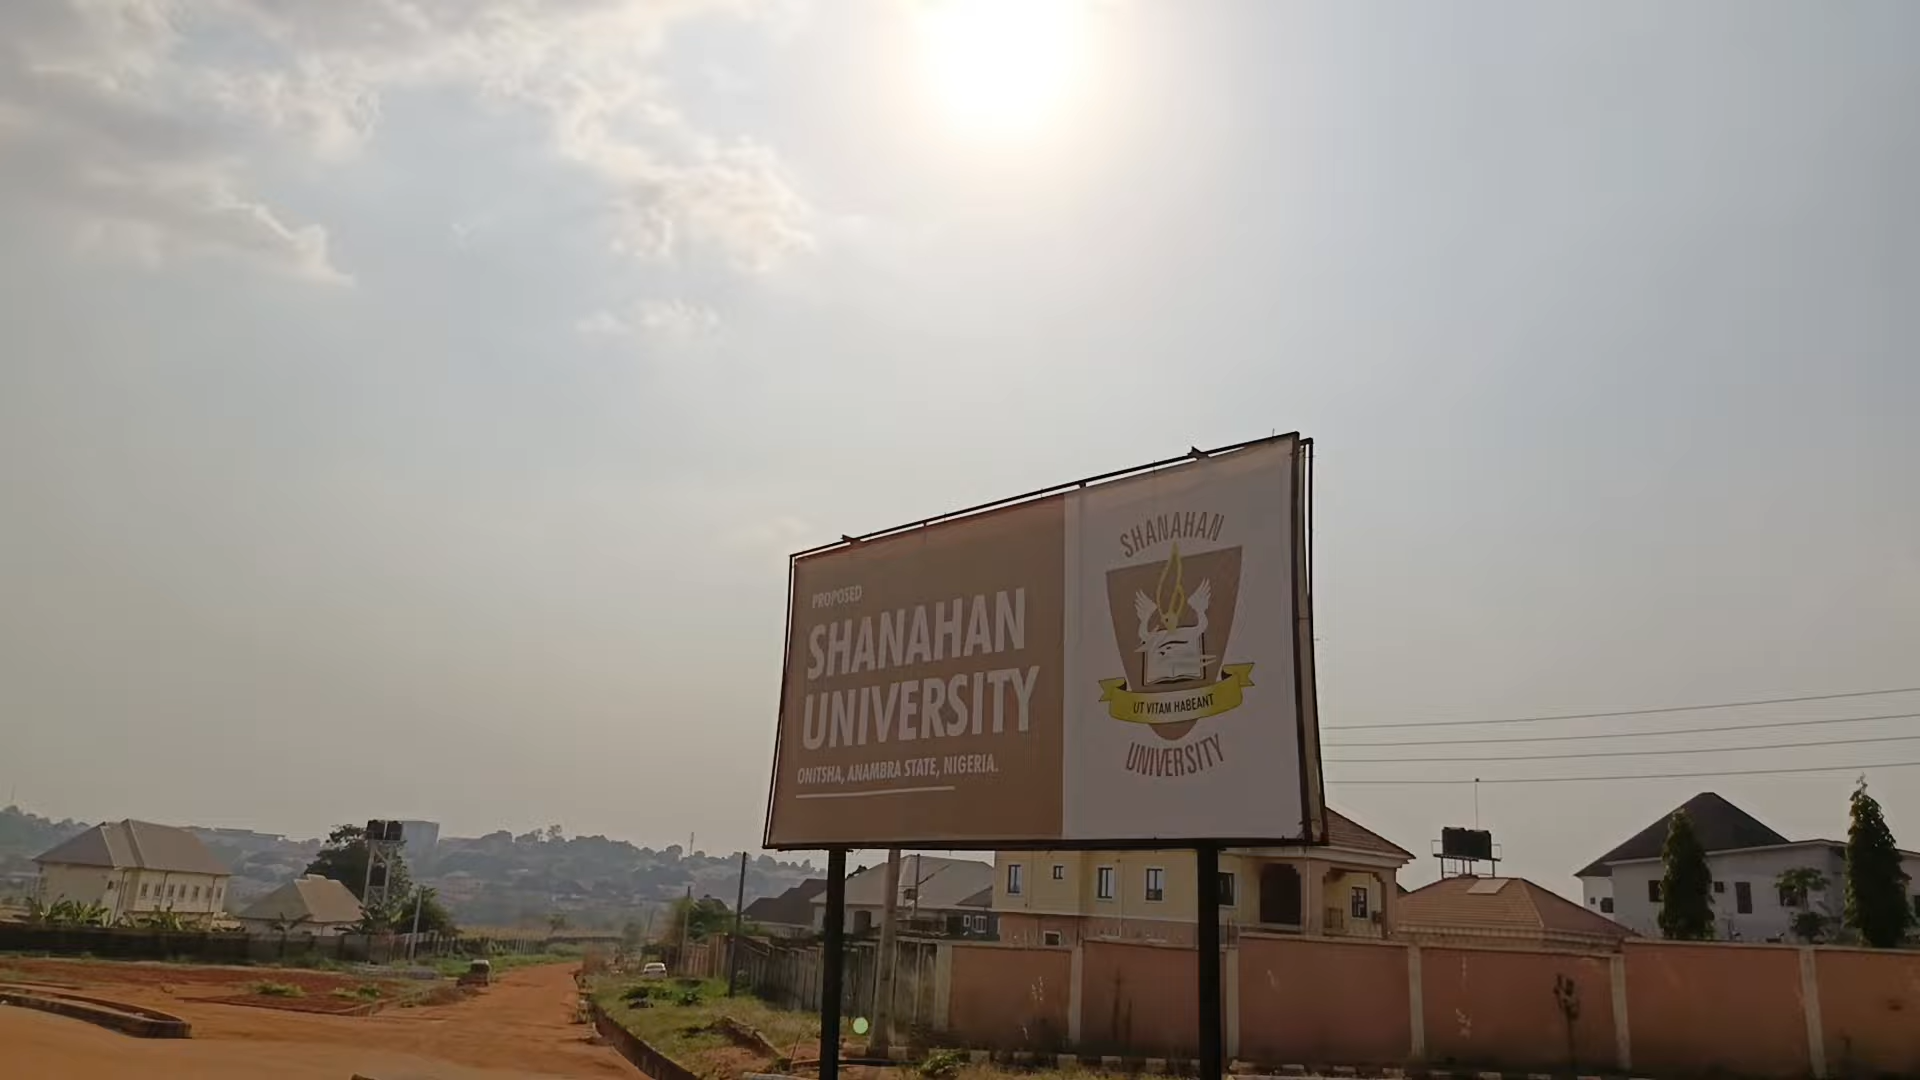 PROPOSED
SHANAHAN
UNIVERSITY
ONITSHA, ANAMBRA STATE, NIGERIA.
SHANAHAN
UT VITAM HABEANT
UNIVERSITY